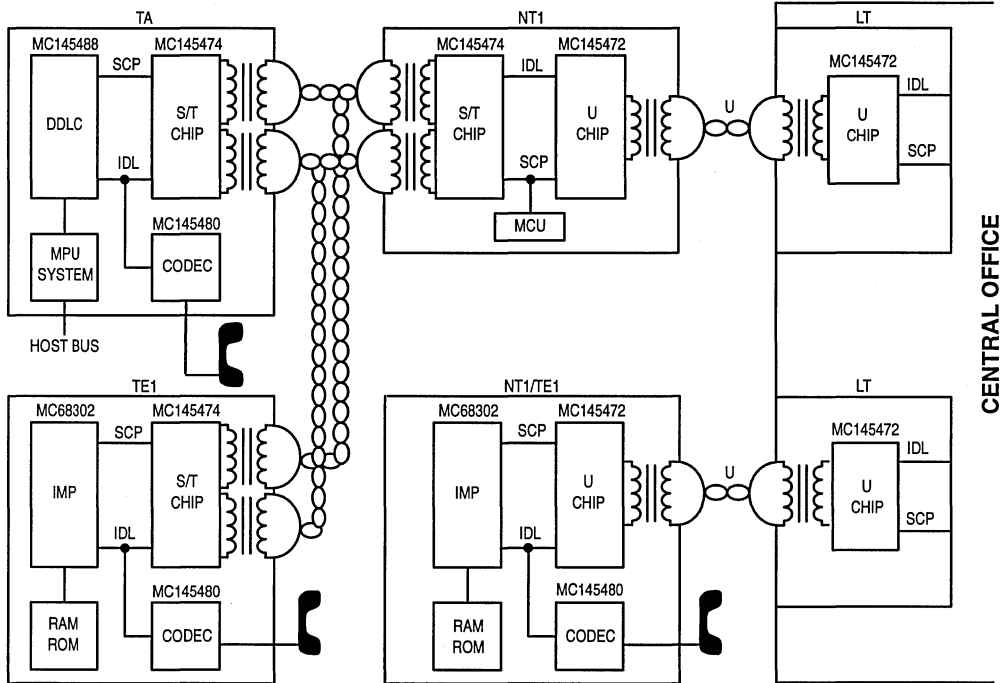 TA
MC145488
MC145474
SCP
DDLC
S/T
CHIP
IDL
MC145480
MPU
SYSTEM
CODEC
HOST BUS
NT1
MC145474
MC145472
IDL
S/T
CHIP
U
CHIP
SCP
MCU
U
LT
MC145472
IDL
U
CHIP
SCP
CENTRAL OFFICE
TE1
MC68302
MC145474
SCP
IMP
S/T
CHIP
IDL
MC145480
RAM
ROM
CODEC
NT1/TE1
MC68302
MC145472
SCP
IMP
U
CHIP
IDL
MC145480
RAM
ROM
CODEC
U
LT
MC145472
IDL
U
CHIP
SCP